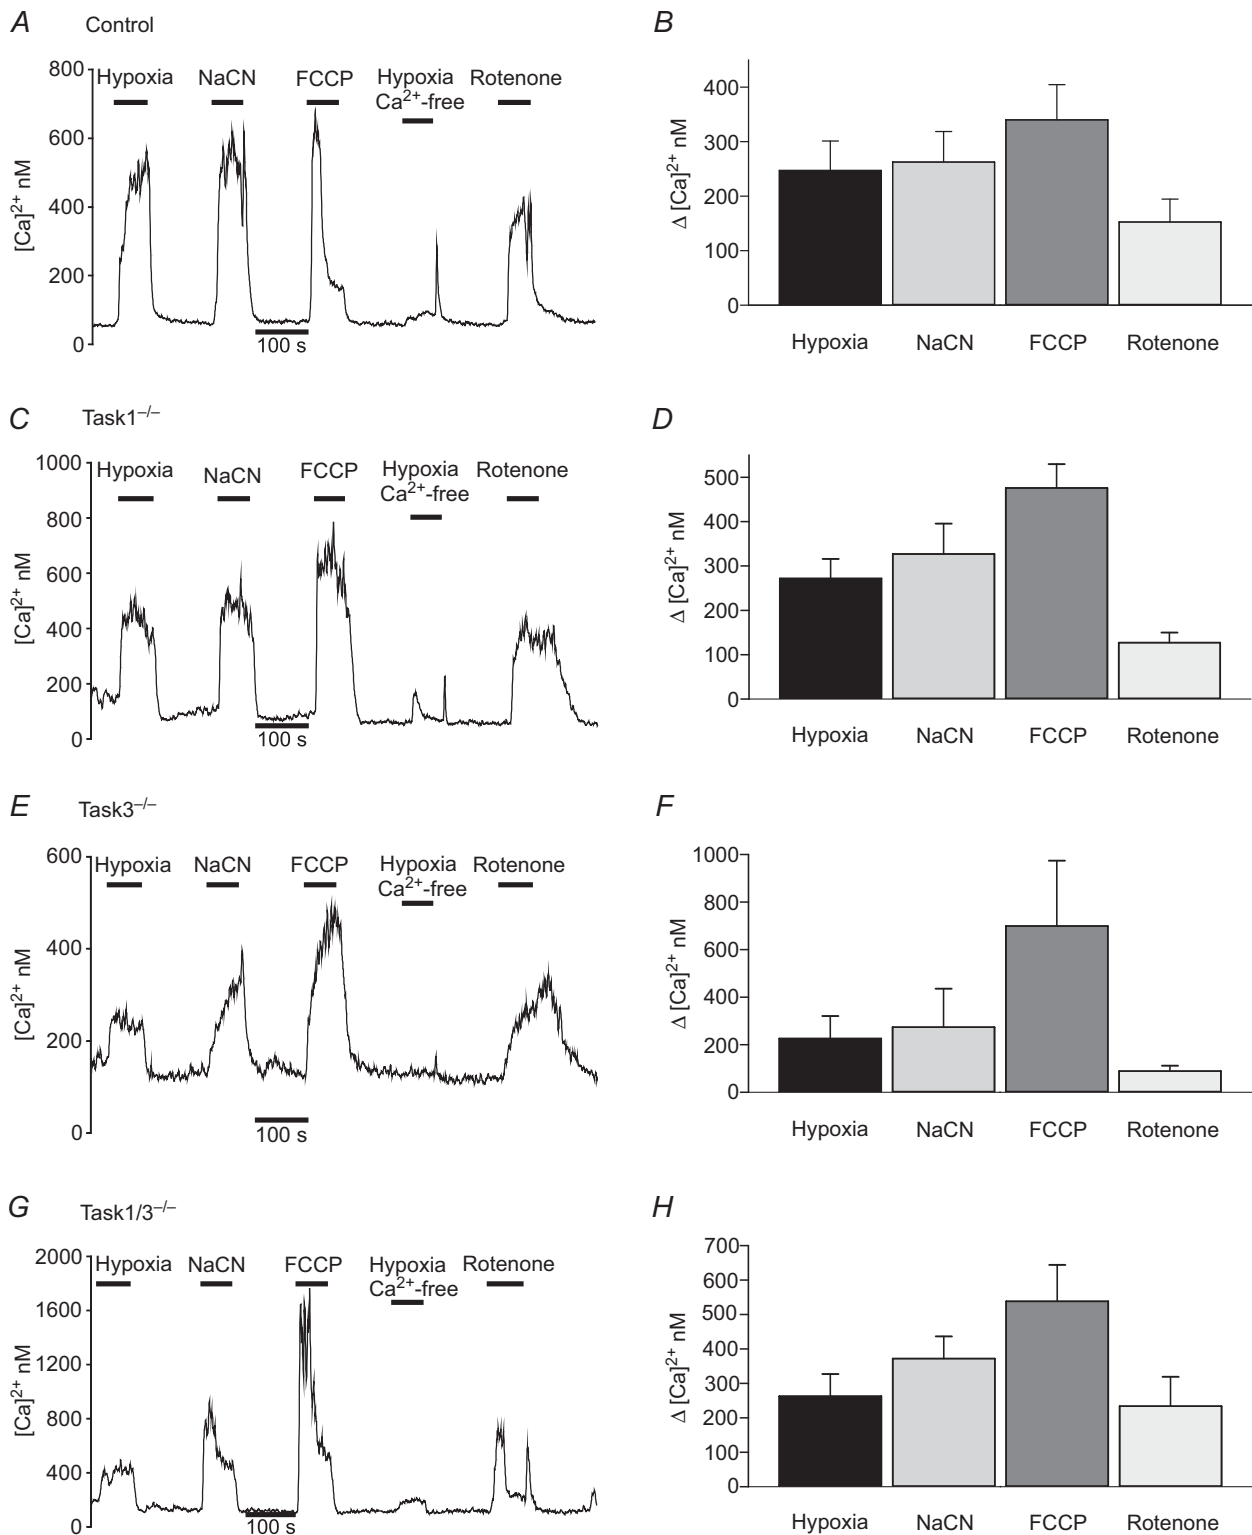 A Control
800
600
400
200
0
[Ca]²⁺ nM
Hypoxia NaCN FCCP Hypoxia Rotenone
Ca²⁺-free
100 s
B
400
300
200
100
0
Δ [Ca]²⁺ nM
Hypoxia NaCN FCCP Rotenone
C Task1⁻/⁻
1000
800
600
400
200
0
[Ca]²⁺ nM
Hypoxia NaCN FCCP Hypoxia Rotenone
Ca²⁺-free
100 s
D
500
400
300
200
100
0
Δ [Ca]²⁺ nM
Hypoxia NaCN FCCP Rotenone
E Task3⁻/⁻
600
400
200
0
[Ca]²⁺ nM
Hypoxia NaCN FCCP Hypoxia Rotenone
Ca²⁺-free
100 s
F
1000
800
600
400
200
0
Δ [Ca]²⁺ nM
Hypoxia NaCN FCCP Rotenone
G Task1/3⁻/⁻
2000
1600
1200
800
400
0
[Ca]²⁺ nM
Hypoxia NaCN FCCP Hypoxia Rotenone
Ca²⁺-free
100 s
H
700
600
500
400
300
200
100
0
Δ [Ca]²⁺ nM
Hypoxia NaCN FCCP Rotenone